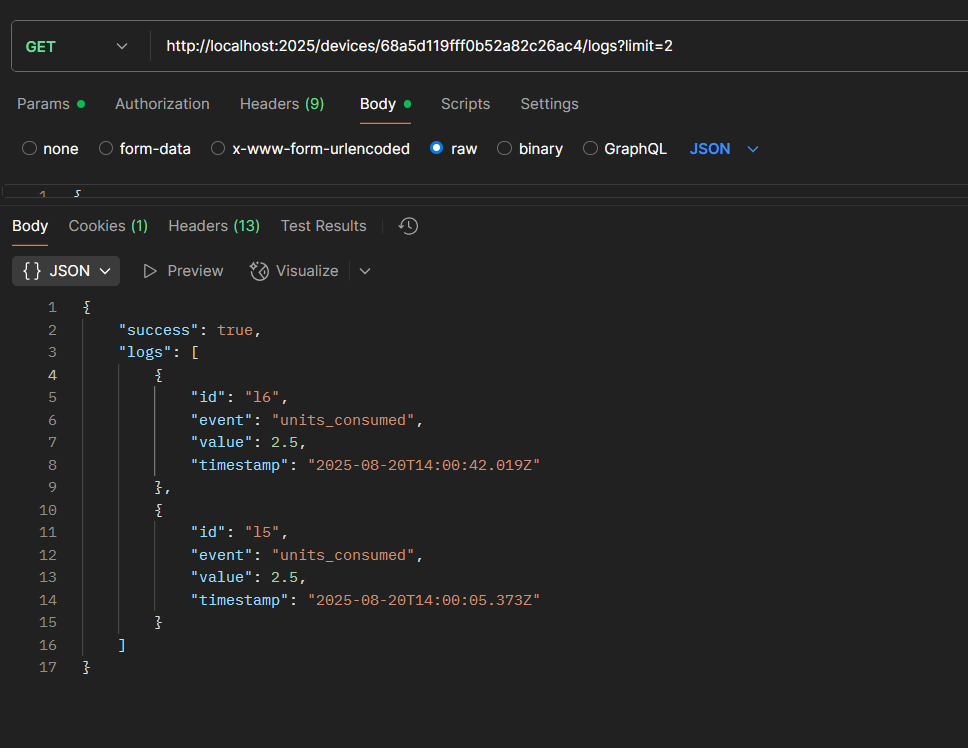 GET http://localhost:2025/devices/68a5d119fff0b52a82c26ac4/logs?limit=2
Params Authorization Headers (9) Body Scripts Settings
none form-data x-www-form-urlencoded raw binary GraphQL JSON
1 {
Body Cookies (1) Headers (13) Test Results
{} JSON Preview Visualize
1 {
2 "success": true,
3 "logs": [
4 {
5 "id": "l6",
6 "event": "units_consumed",
7 "value": 2.5,
8 "timestamp": "2025-08-20T14:00:42.019Z"
9 },
10 {
11 "id": "l5",
12 "event": "units_consumed",
13 "value": 2.5,
14 "timestamp": "2025-08-20T14:00:05.373Z"
15 }
16 ]
17 }